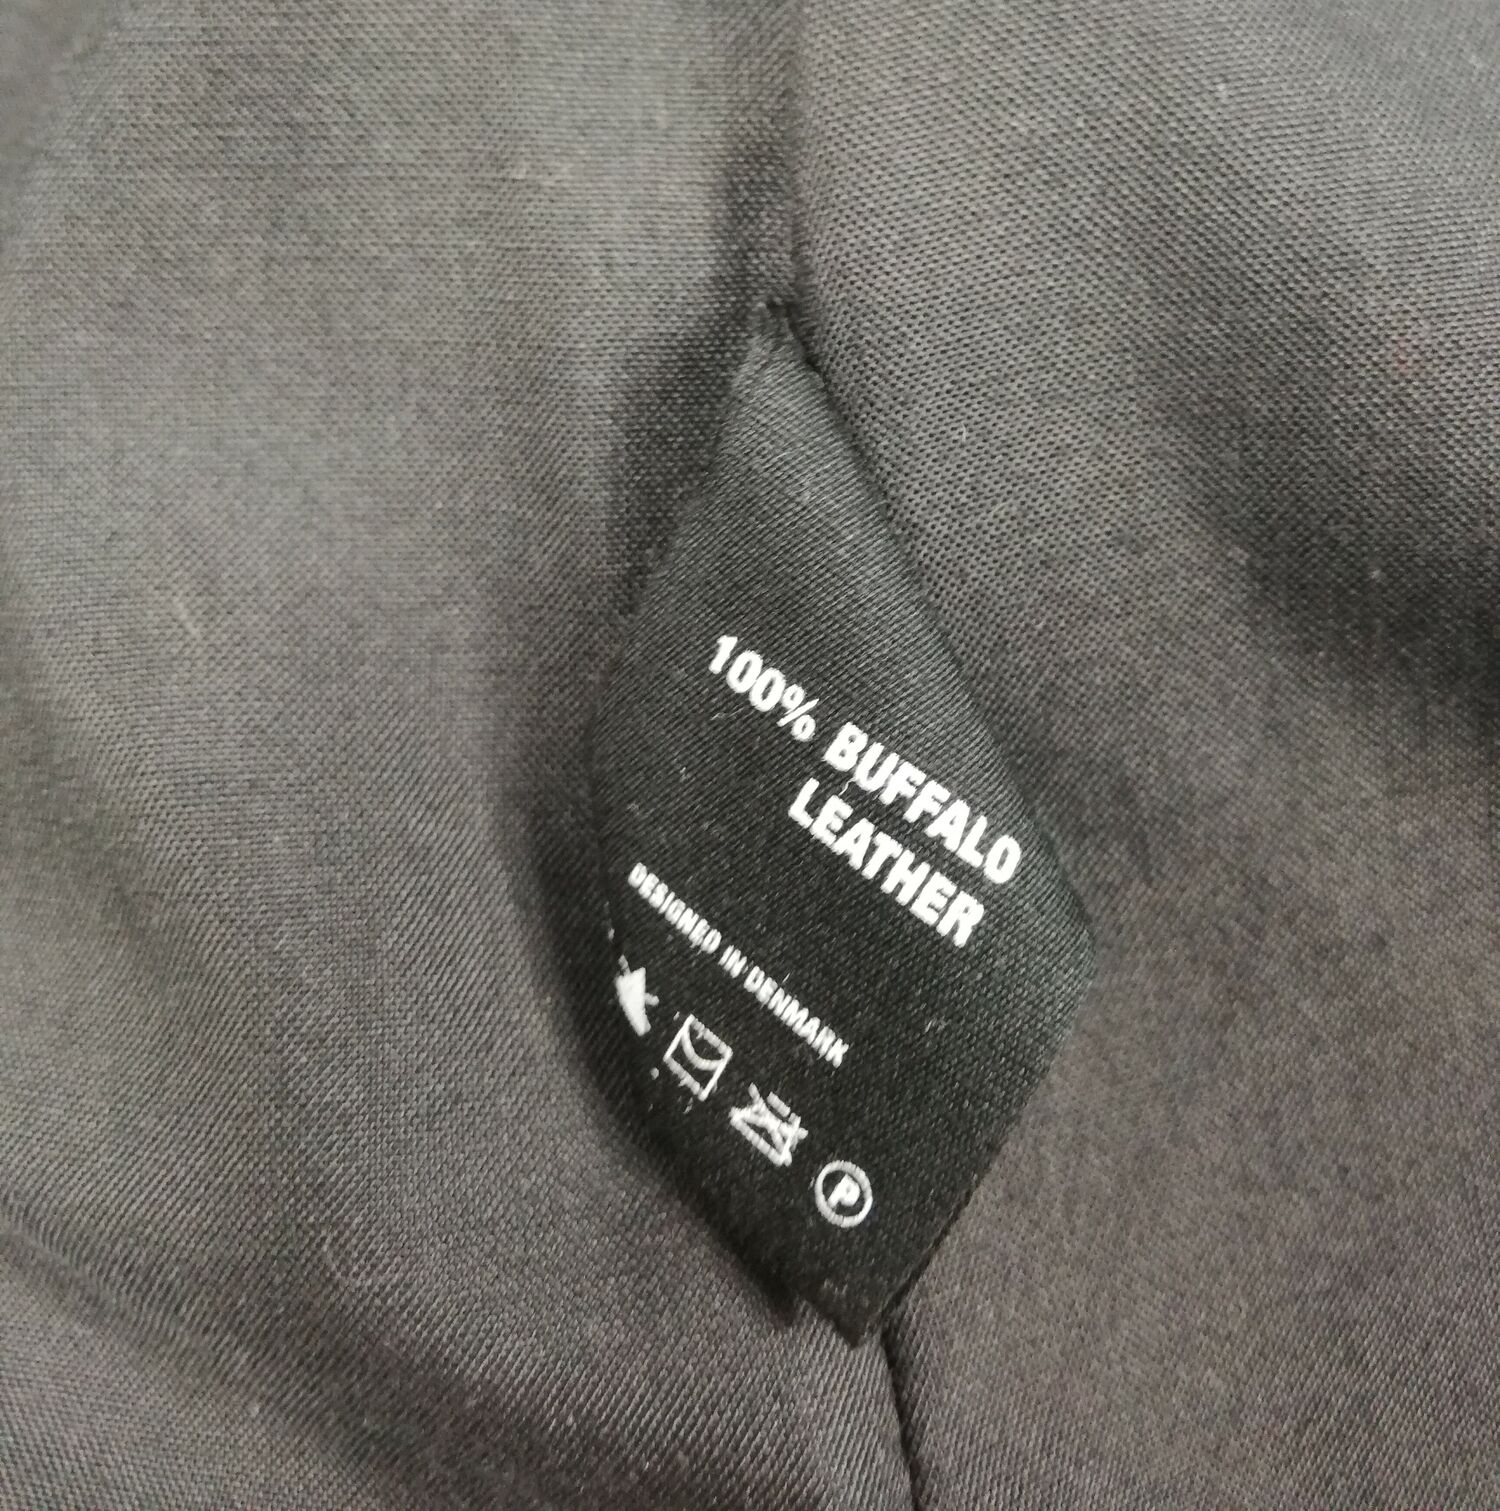 100% BUFFALO
LEATHER
DESIGNED IN DENMARK
P